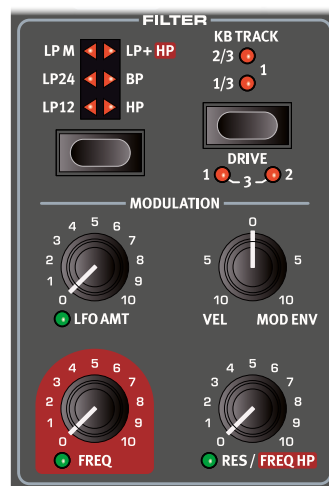 FILTER
KB TRACK
LP M LP+ HP 2/3 1
LP24 BP 1/3
LP12 HP
DRIVE
1 3 2
MODULATION
0 1 2 3 4 5 6 7 8 9 10
LFO AMT
10 5 0 5 10
VEL MOD ENV
0 1 2 3 4 5 6 7 8 9 10
FREQ
0 1 2 3 4 5 6 7 8 9 10
RES / FREQ HP